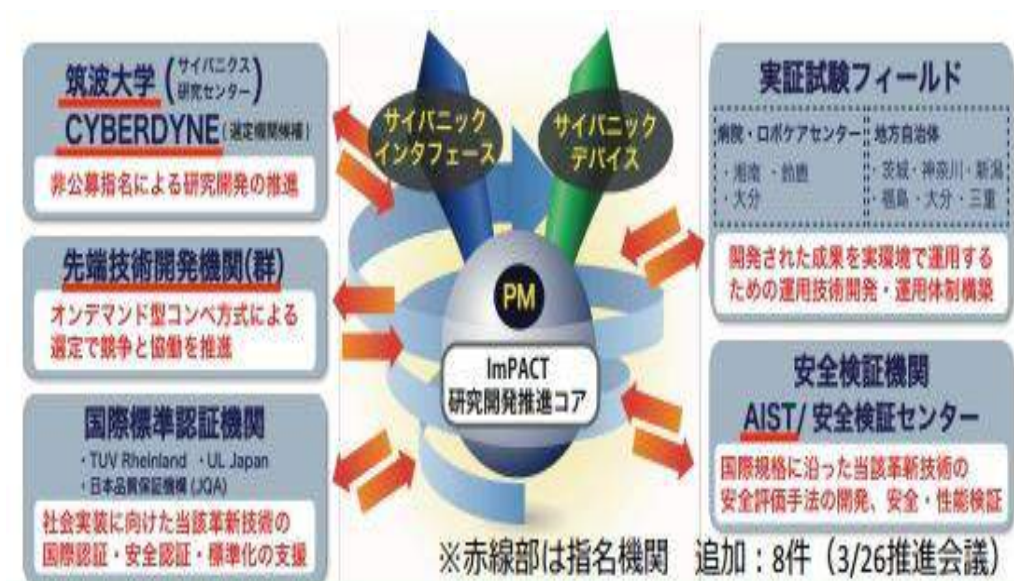 筑波大学(サイバニクス研究センター)
CYBERDYNE(選定機関候補)
非公募指名による研究開発の推進
先端技術開発機関(群)
オンデマンド型コンペ方式による
選定で競争と協働を推進
国際標準認証機関
・TUV Rheinland ・UL Japan
・日本品質保証機構(JQA)
社会実装に向けた当該革新技術の
国際認証・安全認証・標準化の支援
サイバニック
インタフェース
サイバニック
デバイス
PM
ImPACT
研究開発推進コア
実証試験フィールド
病院・ロボケアセンター
・湘南 ・鈴鹿
・大分
地方自治体
・茨城・神奈川・新潟
・福島・大分・三重
開発された成果を実環境で運用する
ための運用技術開発・運用体制構築
安全検証機関
AIST/安全検証センター
国際規格に沿った当該革新技術の
安全評価手法の開発、安全・性能検証
※赤線部は指名機関 追加:8件(3/26推進会議)